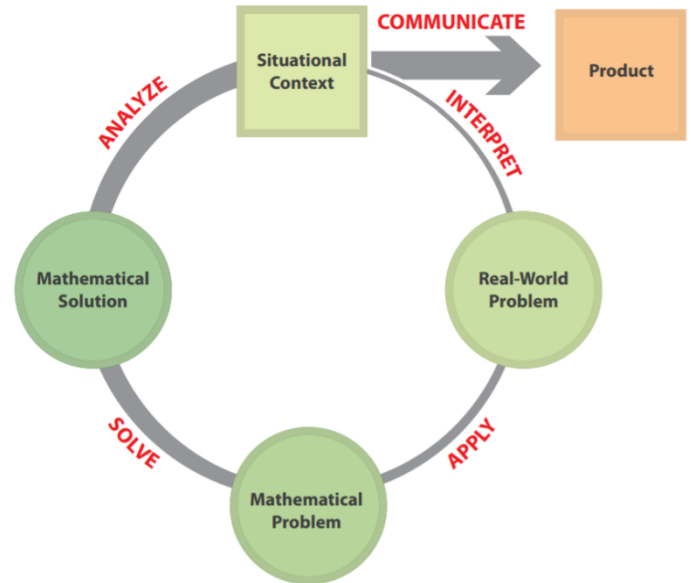 COMMUNICATE
Situational
Context
Product
ANALYZE
INTERPRET
Mathematical
Solution
Real-World
Problem
SOLVE
APPLY
Mathematical
Problem